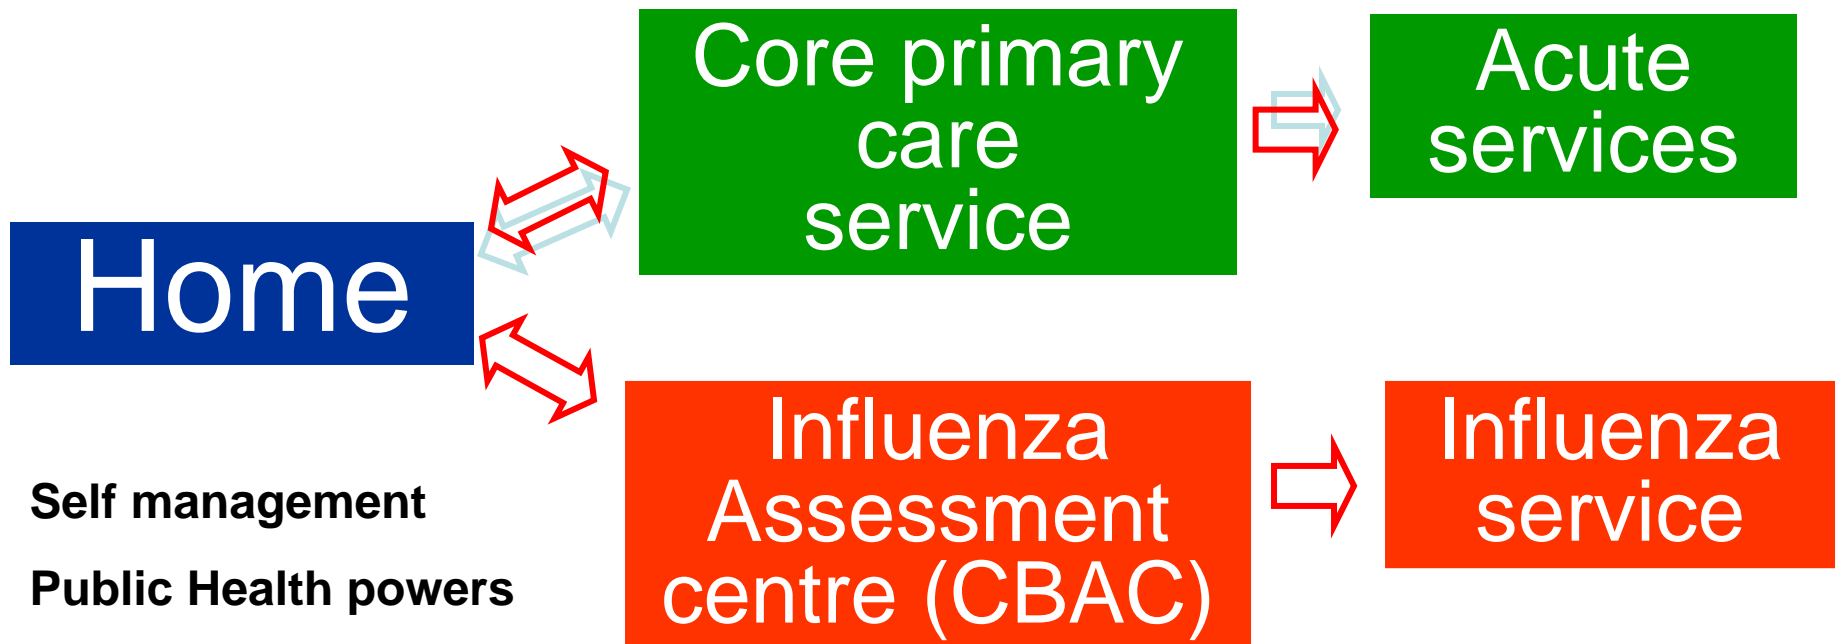 Core primary
care
service
Acute
services
Home
Influenza
Assessment
centre (CBAC)
Influenza
service
Self management
Public Health powers